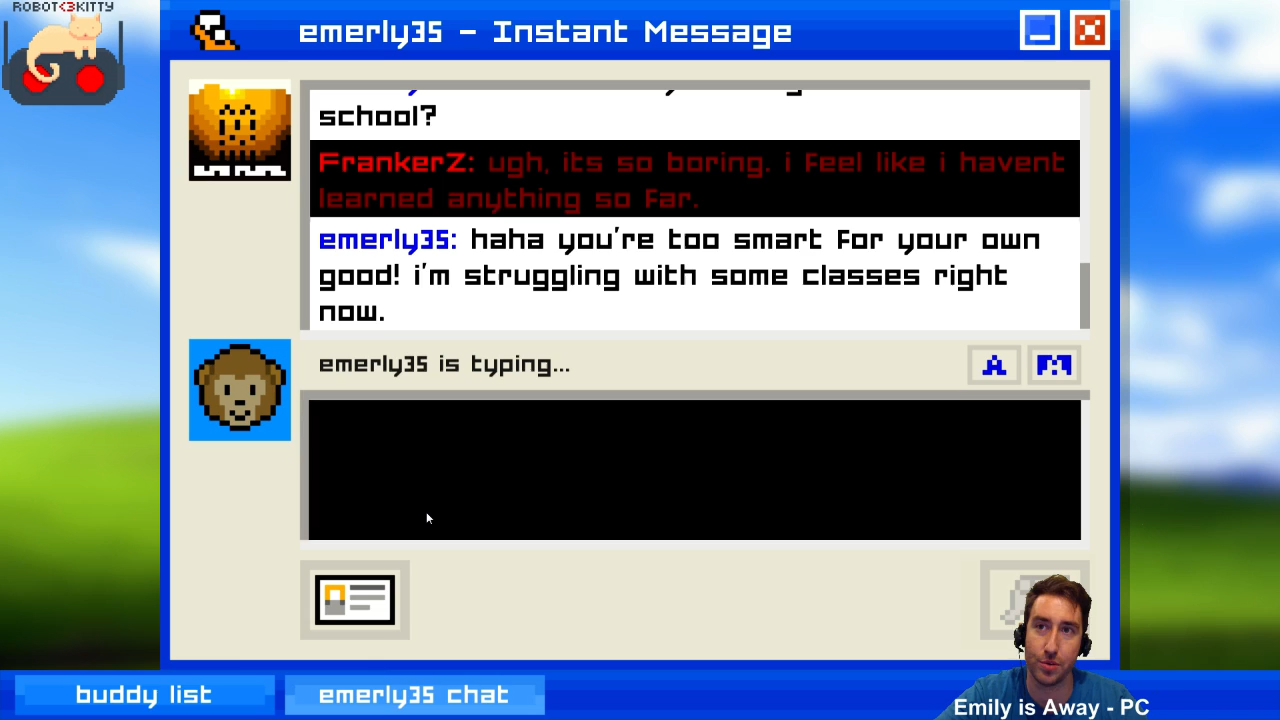 ROBOT<3KITTY
emerly35 - Instant Message
school?
FrankerZ: ugh, its so boring. i feel like i havent
learned anything so far.
emerly35: haha you're too smart for your own
good! i'm struggling with some classes right
now.
emerly35 is typing...
A
buddy list
emerly35 chat
Emily is Away - PC